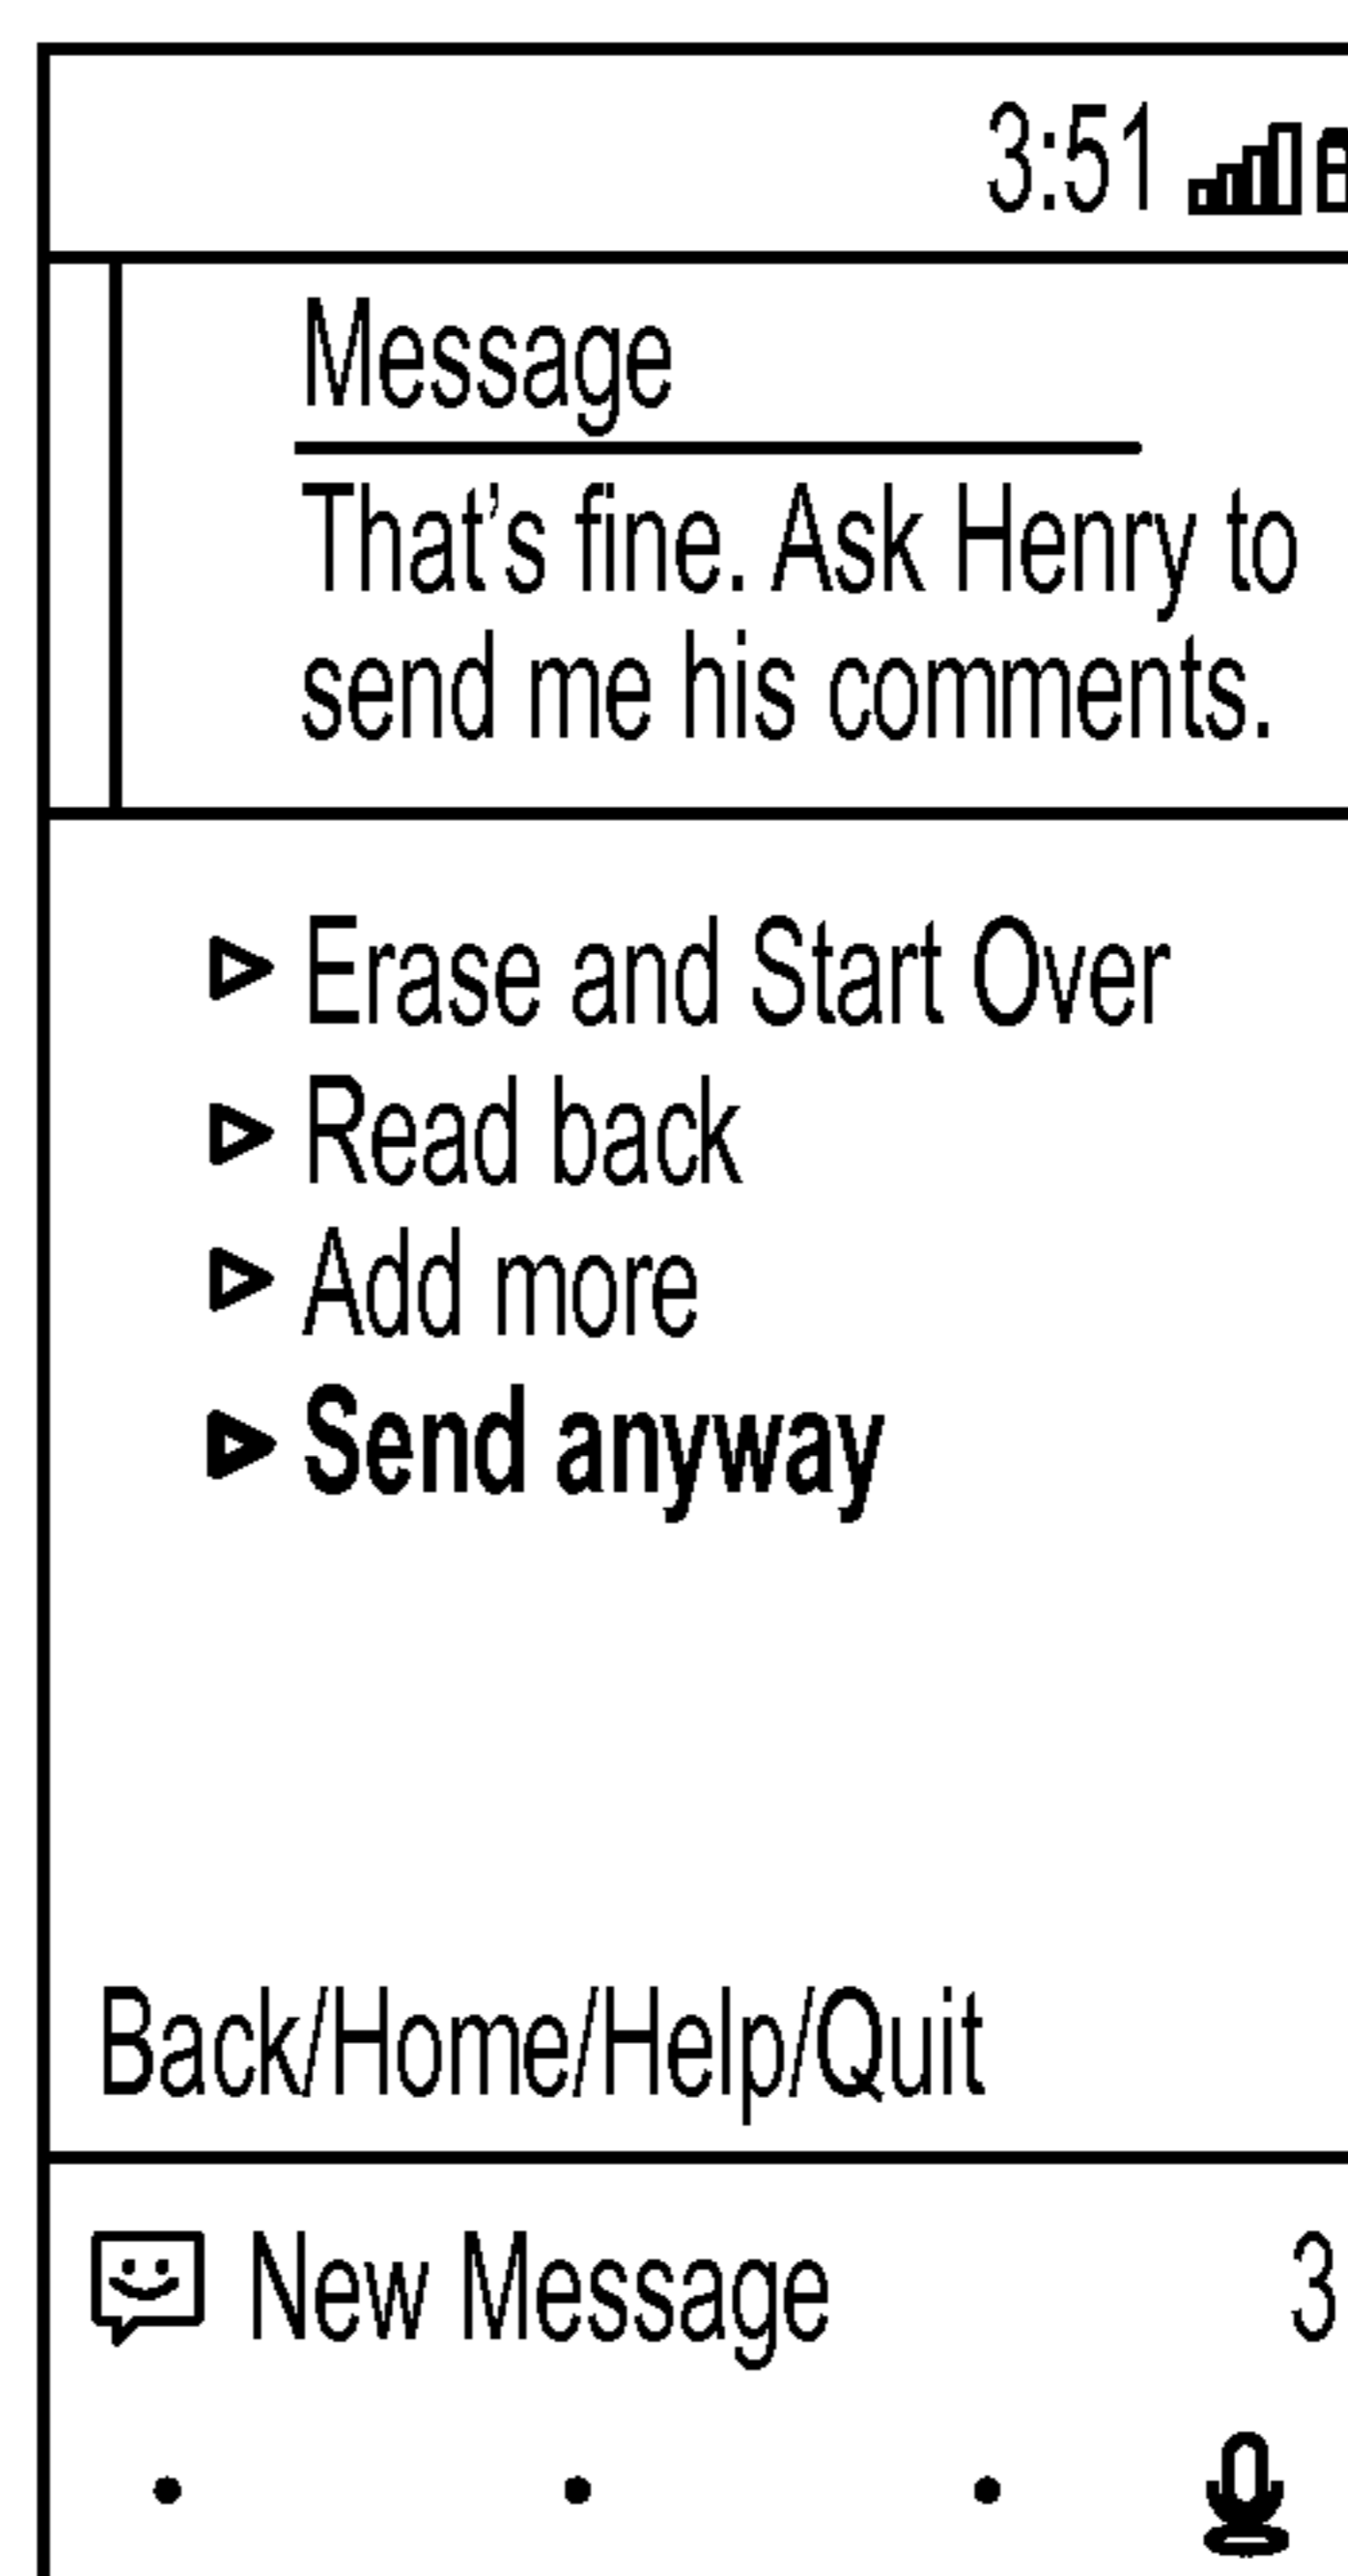 3:51
Message
That’s fine. Ask Henry to
send me his comments.
Erase and Start Over
Read back
Add more
Send anyway
Back/Home/Help/Quit
New Message 3